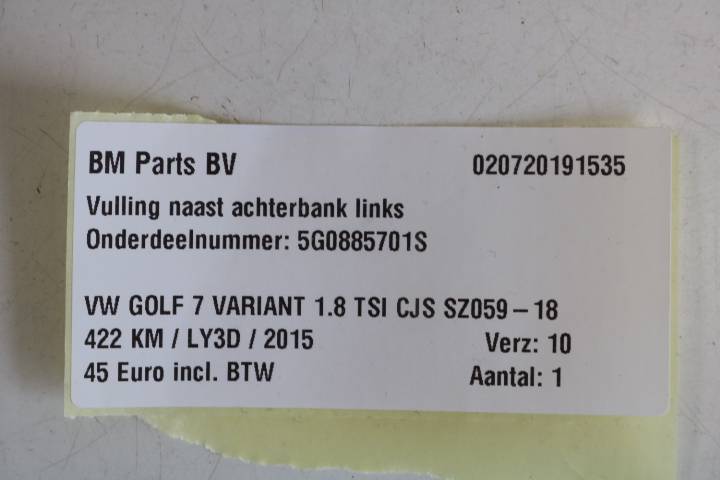 BM Parts BV 020720191535
Vulling naast achterbank links
Onderdeelnummer: 5G0885701S
VW GOLF 7 VARIANT 1.8 TSI CJS SZ059-18
422 KM / LY3D / 2015 Verz: 10
45 Euro incl. BTW Aantal: 1